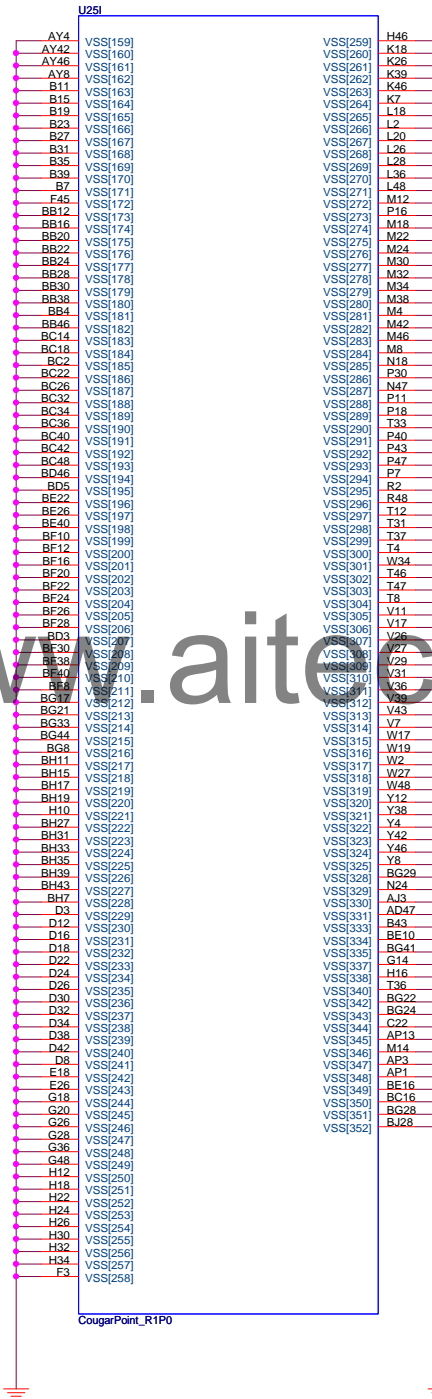 U25I
AY4 VSS[159]
AY42 VSS[160]
AY46 VSS[161]
AY8 VSS[162]
B11 VSS[163]
B15 VSS[164]
B19 VSS[165]
B23 VSS[166]
B27 VSS[167]
B31 VSS[168]
B35 VSS[169]
B39 VSS[170]
B7 VSS[171]
F45 VSS[172]
BB12 VSS[173]
BB16 VSS[174]
BB20 VSS[175]
BB22 VSS[176]
BB24 VSS[177]
BB28 VSS[178]
BB30 VSS[179]
BB38 VSS[180]
BB4 VSS[181]
BB46 VSS[182]
BC14 VSS[183]
BC18 VSS[184]
BC2 VSS[185]
BC22 VSS[186]
BC26 VSS[187]
BC32 VSS[188]
BC34 VSS[189]
BC36 VSS[190]
BC40 VSS[191]
BC42 VSS[192]
BC48 VSS[193]
BD46 VSS[194]
BD5 VSS[195]
BE22 VSS[196]
BE26 VSS[197]
BE40 VSS[198]
BF10 VSS[199]
BF12 VSS[200]
BF16 VSS[201]
BF20 VSS[202]
BF22 VSS[203]
BF24 VSS[204]
BF26 VSS[205]
BF28 VSS[206]
BD3 VSS[207]
BF30 VSS[208]
BF38 VSS[209]
BF40 VSS[210]
BF8 VSS[211]
BG17 VSS[212]
BG21 VSS[213]
BG33 VSS[214]
BG44 VSS[215]
BG8 VSS[216]
BH11 VSS[217]
BH15 VSS[218]
BH17 VSS[219]
BH19 VSS[220]
H10 VSS[221]
BH27 VSS[222]
BH31 VSS[223]
BH33 VSS[224]
BH35 VSS[225]
BH39 VSS[226]
BH43 VSS[227]
BH7 VSS[228]
D3 VSS[229]
D12 VSS[230]
D16 VSS[231]
D18 VSS[232]
D22 VSS[233]
D24 VSS[234]
D26 VSS[235]
D30 VSS[236]
D32 VSS[237]
D34 VSS[238]
D38 VSS[239]
D42 VSS[240]
D8 VSS[241]
E18 VSS[242]
E26 VSS[243]
G18 VSS[244]
G20 VSS[245]
G26 VSS[246]
G28 VSS[247]
G36 VSS[248]
G48 VSS[249]
H12 VSS[250]
H18 VSS[251]
H22 VSS[252]
H24 VSS[253]
H26 VSS[254]
H30 VSS[255]
H32 VSS[256]
H34 VSS[257]
F3 VSS[258]
VSS[259] H46
VSS[260] K18
VSS[261] K26
VSS[262] K39
VSS[263] K46
VSS[264] K7
VSS[265] L18
VSS[266] L2
VSS[267] L20
VSS[268] L26
VSS[269] L28
VSS[270] L36
VSS[271] L48
VSS[272] M12
VSS[273] P16
VSS[274] M18
VSS[275] M22
VSS[276] M24
VSS[277] M30
VSS[278] M32
VSS[279] M34
VSS[280] M38
VSS[281] M4
VSS[282] M42
VSS[283] M46
VSS[284] M8
VSS[285] N18
VSS[286] P30
VSS[287] N47
VSS[288] P11
VSS[289] P18
VSS[290] T33
VSS[291] P40
VSS[292] P43
VSS[293] P47
VSS[294] P7
VSS[295] R2
VSS[296] R48
VSS[297] T12
VSS[298] T31
VSS[299] T37
VSS[300] T4
VSS[301] W34
VSS[302] T46
VSS[303] T47
VSS[304] T8
VSS[305] V11
VSS[306] V17
VSS[307] V26
VSS[308] V27
VSS[309] V29
VSS[310] V31
VSS[311] V36
VSS[312] V39
VSS[313] V43
VSS[314] V7
VSS[315] W17
VSS[316] W19
VSS[317] W2
VSS[318] W27
VSS[319] W48
VSS[320] Y12
VSS[321] Y38
VSS[322] Y4
VSS[323] Y42
VSS[324] Y46
VSS[325] Y8
VSS[328] BG29
VSS[329] N24
VSS[330] AJ3
VSS[331] AD47
VSS[333] B43
VSS[334] BE10
VSS[335] BG41
VSS[337] G14
VSS[338] H16
VSS[340] T36
VSS[342] BG22
VSS[343] BG24
VSS[344] C22
VSS[345] AP13
VSS[346] M14
VSS[347] AP3
VSS[348] AP1
VSS[349] BE16
VSS[350] BC16
VSS[351] BG28
VSS[352] BJ28
w.aitec
CougarPoint_R1P0